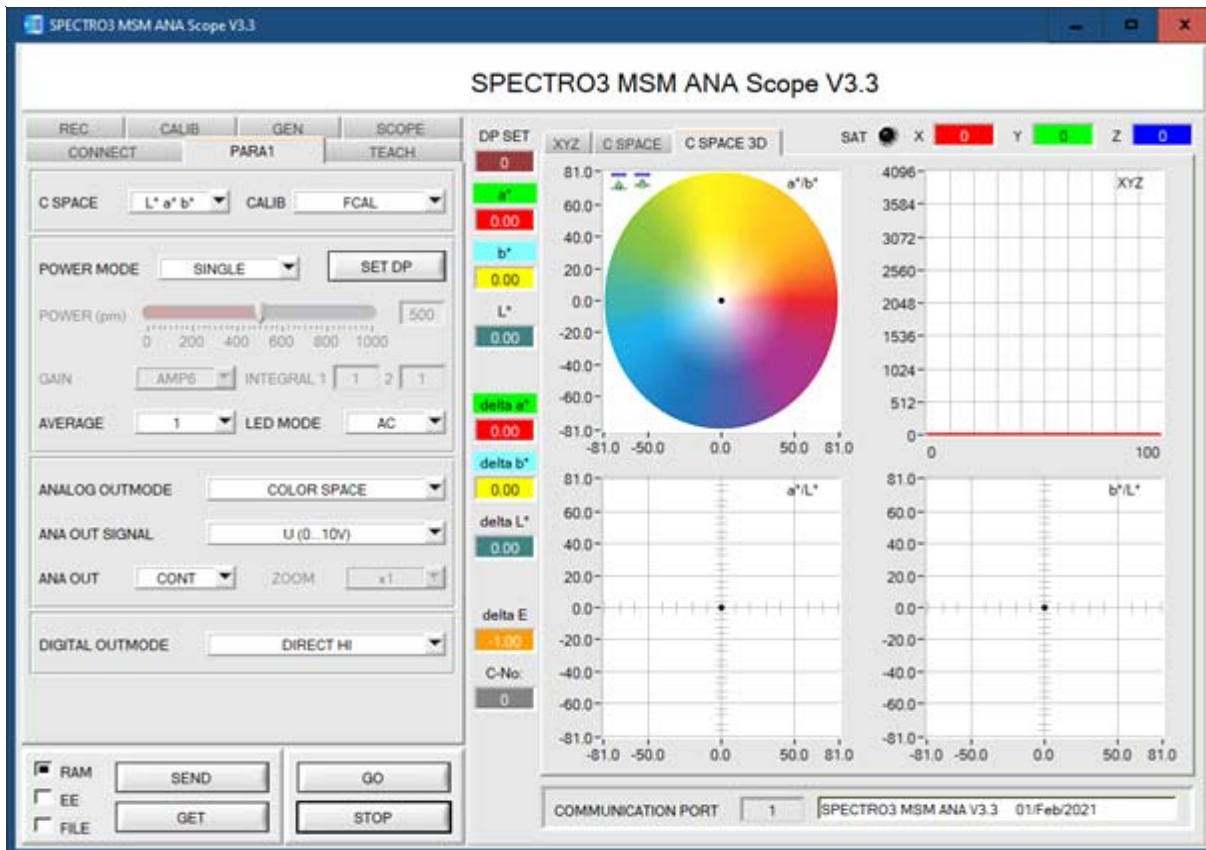 SPECTRO3 MSM ANA Scope V3.3
SPECTRO3 MSM ANA Scope V3.3
REC CALIB GEN SCOPE
CONNECT PARA1 TEACH
C SPACE L* a* b* CALIB FCAL
POWER MODE SINGLE SET DP
POWER (pm) 500
0 200 400 600 800 1000
GAIN AMP6 INTEGRAL 1 1 2 1
AVERAGE 1 LED MODE AC
ANALOG OUTMODE COLOR SPACE
ANA OUT SIGNAL U (0...10V)
ANA OUT CONT ZOOM x1
DIGITAL OUTMODE DIRECT HI
RAM SEND GO
EE
FILE GET STOP
DP SET
0
a*
0.00
b*
0.00
L*
0.00
delta a*
0.00
delta b*
0.00
delta L*
0.00
delta E
-1.00
C-No:
0
XYZ C SPACE C SPACE 3D SAT X 0 Y 0 Z 0
a*/b*
81.0
60.0
40.0
20.0
0.0
-20.0
-40.0
-60.0
-81.0
-81.0 -50.0 0.0 50.0 81.0
XYZ
4096
3584
3072
2560
2048
1536
1024
512
0
0 100
a*/L*
81.0
60.0
40.0
20.0
0.0
-20.0
-40.0
-60.0
-81.0
-81.0 -50.0 0.0 50.0 81.0
b*/L*
81.0
60.0
40.0
20.0
0.0
-20.0
-40.0
-60.0
-81.0
-81.0 -50.0 0.0 50.0 81.0
COMMUNICATION PORT 1 SPECTRO3 MSM ANA V3.3 01/Feb/2021